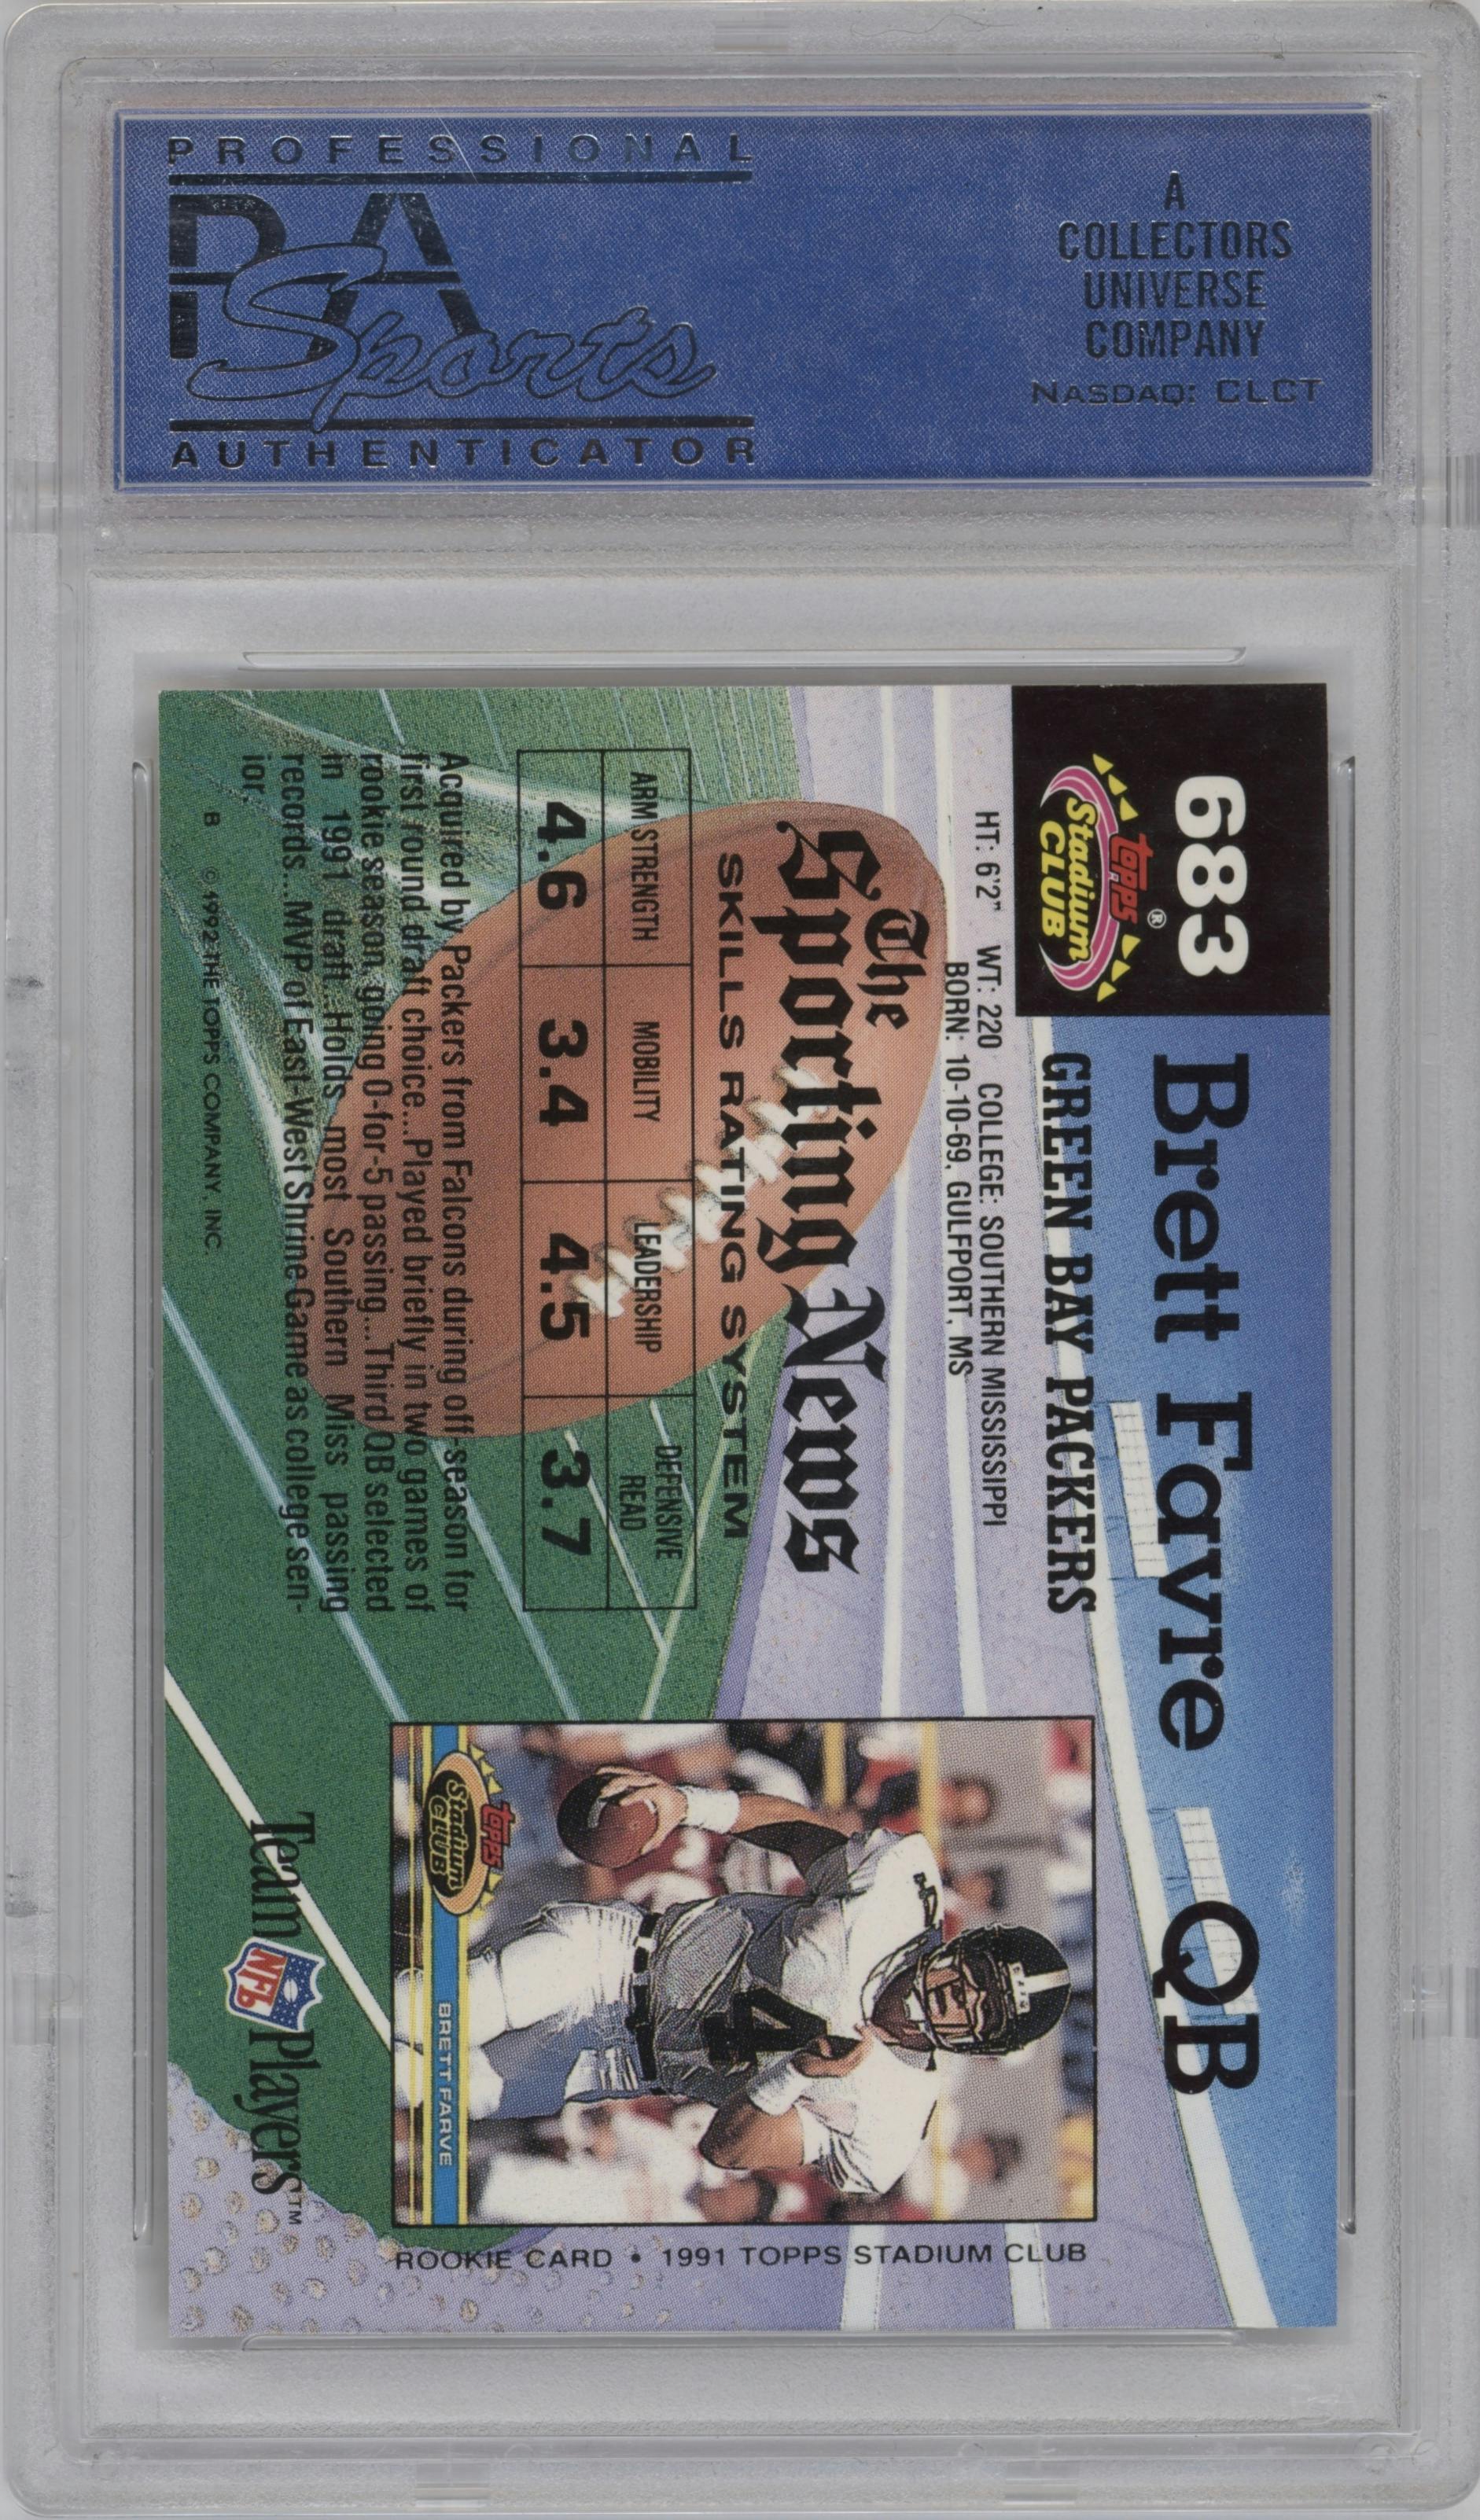 PROFESSIONAL
PSA
Sports
AUTHENTICATOR
A
COLLECTORS
UNIVERSE
COMPANY
NASDAQ: CLCT
683
Topps®
Stadium
CLUB
Brett Favre QB
GREEN BAY PACKERS
HT: 6'2" WT: 220 COLLEGE: SOUTHERN MISSISSIPPI
BORN: 10-10-69, GULFPORT, MS
The
Sporting News
SKILLS RATING SYSTEM
ARM STRENGTH MOBILITY LEADERSHIP DEFENSIVE
READ
4.6 3.4 4.5 3.7
Acquired by Packers from Falcons during off-season for
first round draft choice...Played briefly in two games of
rookie season, going 0-for-5 passing...Third QB selected
in 1991 draft...Holds most Southern Miss passing
records...MVP of East-West Shrine Game as college sen-
ior.
B © 1992 THE TOPPS COMPANY, INC.
4
Topps
Stadium
CLUB
BRETT FARVE
ROOKIE CARD • 1991 TOPPS STADIUM CLUB
Team NFL Players™